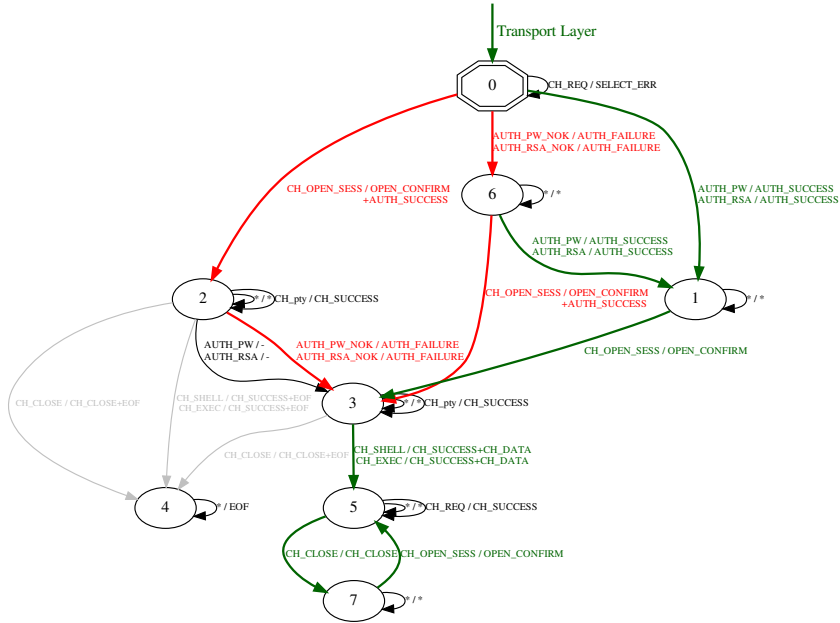 Transport Layer
0
CH_REQ / SELECT_ERR
AUTH_PW_NOK / AUTH_FAILURE
AUTH_RSA_NOK / AUTH_FAILURE
CH_OPEN_SESS / OPEN_CONFIRM
+AUTH_SUCCESS
6
* / *
AUTH_PW / AUTH_SUCCESS
AUTH_RSA / AUTH_SUCCESS
AUTH_PW / AUTH_SUCCESS
AUTH_RSA / AUTH_SUCCESS
2
* / *
CH_pty / CH_SUCCESS
CH_OPEN_SESS / OPEN_CONFIRM
+AUTH_SUCCESS
1
* / *
AUTH_PW / -
AUTH_RSA / -
AUTH_PW_NOK / AUTH_FAILURE
AUTH_RSA_NOK / AUTH_FAILURE
CH_OPEN_SESS / OPEN_CONFIRM
CH_CLOSE / CH_CLOSE+EOF
CH_SHELL / CH_SUCCESS+EOF
CH_EXEC / CH_SUCCESS+EOF
3
* / *
CH_pty / CH_SUCCESS
CH_CLOSE / CH_CLOSE+EOF
CH_SHELL / CH_SUCCESS+CH_DATA
CH_EXEC / CH_SUCCESS+CH_DATA
4
* / EOF
5
* / *
CH_REQ / CH_SUCCESS
CH_CLOSE / CH_CLOSE
CH_OPEN_SESS / OPEN_CONFIRM
7
* / *